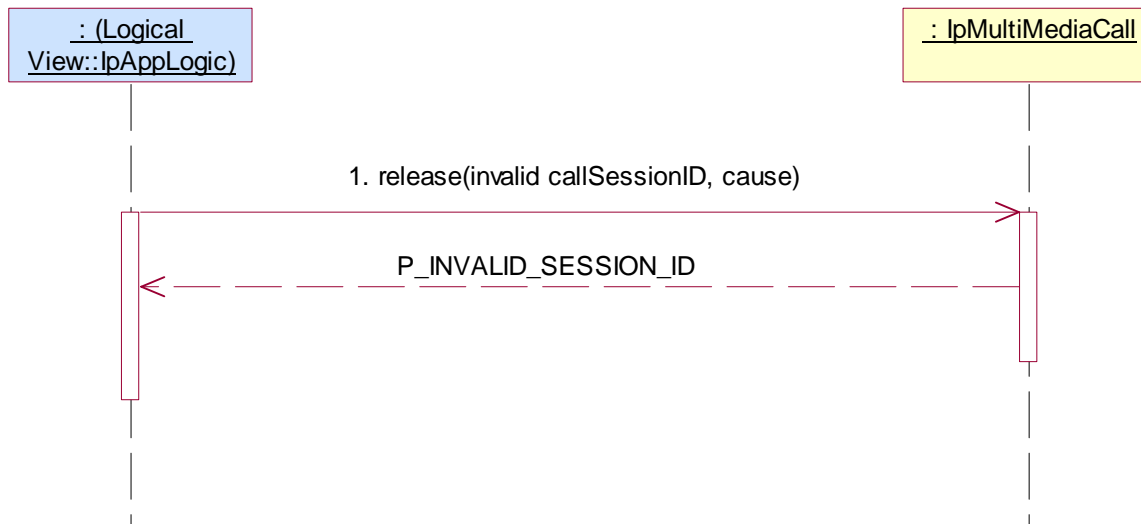 : (Logical
View::IpAppLogic)
: IpMultiMediaCall
1. release(invalid callSessionID, cause)
P_INVALID_SESSION_ID